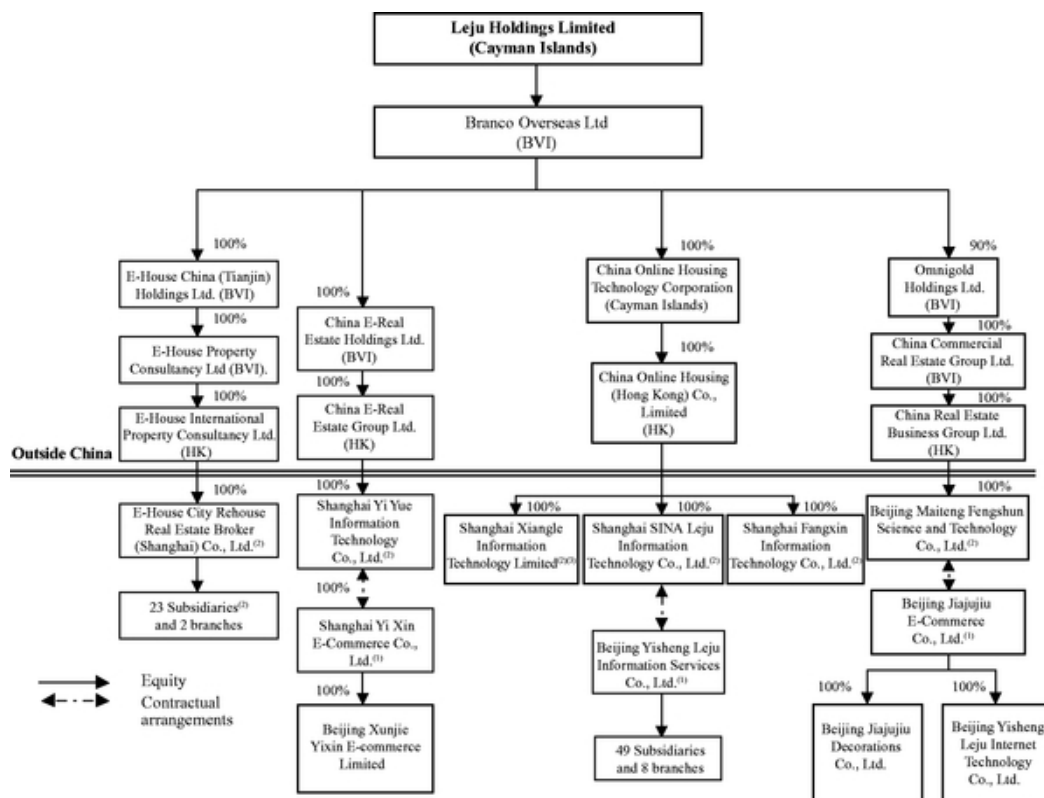 Leju Holdings Limited
(Cayman Islands)
Branco Overseas Ltd
(BVI)
100%
E-House China (Tianjin)
Holdings Ltd. (BVI)
100%
E-House Property
Consultancy Ltd (BVI).
100%
E-House International
Property Consultancy Ltd.
(HK)
100%
China E-Real
Estate Holdings Ltd.
(BVI)
100%
China E-Real
Estate Group Ltd.
(HK)
100%
China Online Housing
Technology Corporation
(Cayman Islands)
100%
China Online Housing
(Hong Kong) Co.,
Limited
(HK)
90%
Omnigold
Holdings Ltd.
(BVI)
100%
China Commercial
Real Estate Group Ltd.
(BVI)
100%
China Real Estate
Business Group Ltd.
(HK)
Outside China
100%
E-House City Rehouse
Real Estate Broker
(Shanghai) Co., Ltd.(2)
23 Subsidiaries(2)
and 2 branches
100%
Shanghai Yi Yue
Information
Technology
Co., Ltd.(2)
Shanghai Yi Xin
E-Commerce Co.,
Ltd.(1)
100%
Beijing Xunjie
Yixin E-commerce
Limited
100%
Shanghai Xiangle
Information
Technology Limited(2)(3)
100%
Shanghai SINA Leju
Information
Technology Co., Ltd.(2)
100%
Shanghai Fangxin
Information
Technology Co., Ltd.(2)
Beijing Yisheng Leju
Information Services
Co., Ltd.(1)
49 Subsidiaries
and 8 branches
100%
Beijing Maiteng Fengshun
Science and Technology
Co., Ltd.(2)
Beijing Jiajujiu
E-Commerce
Co., Ltd.(1)
100%
Beijing Jiajujiu
Decorations
Co., Ltd.
100%
Beijing Yisheng
Leju Internet
Technology
Co., Ltd.
Equity
Contractual
arrangements